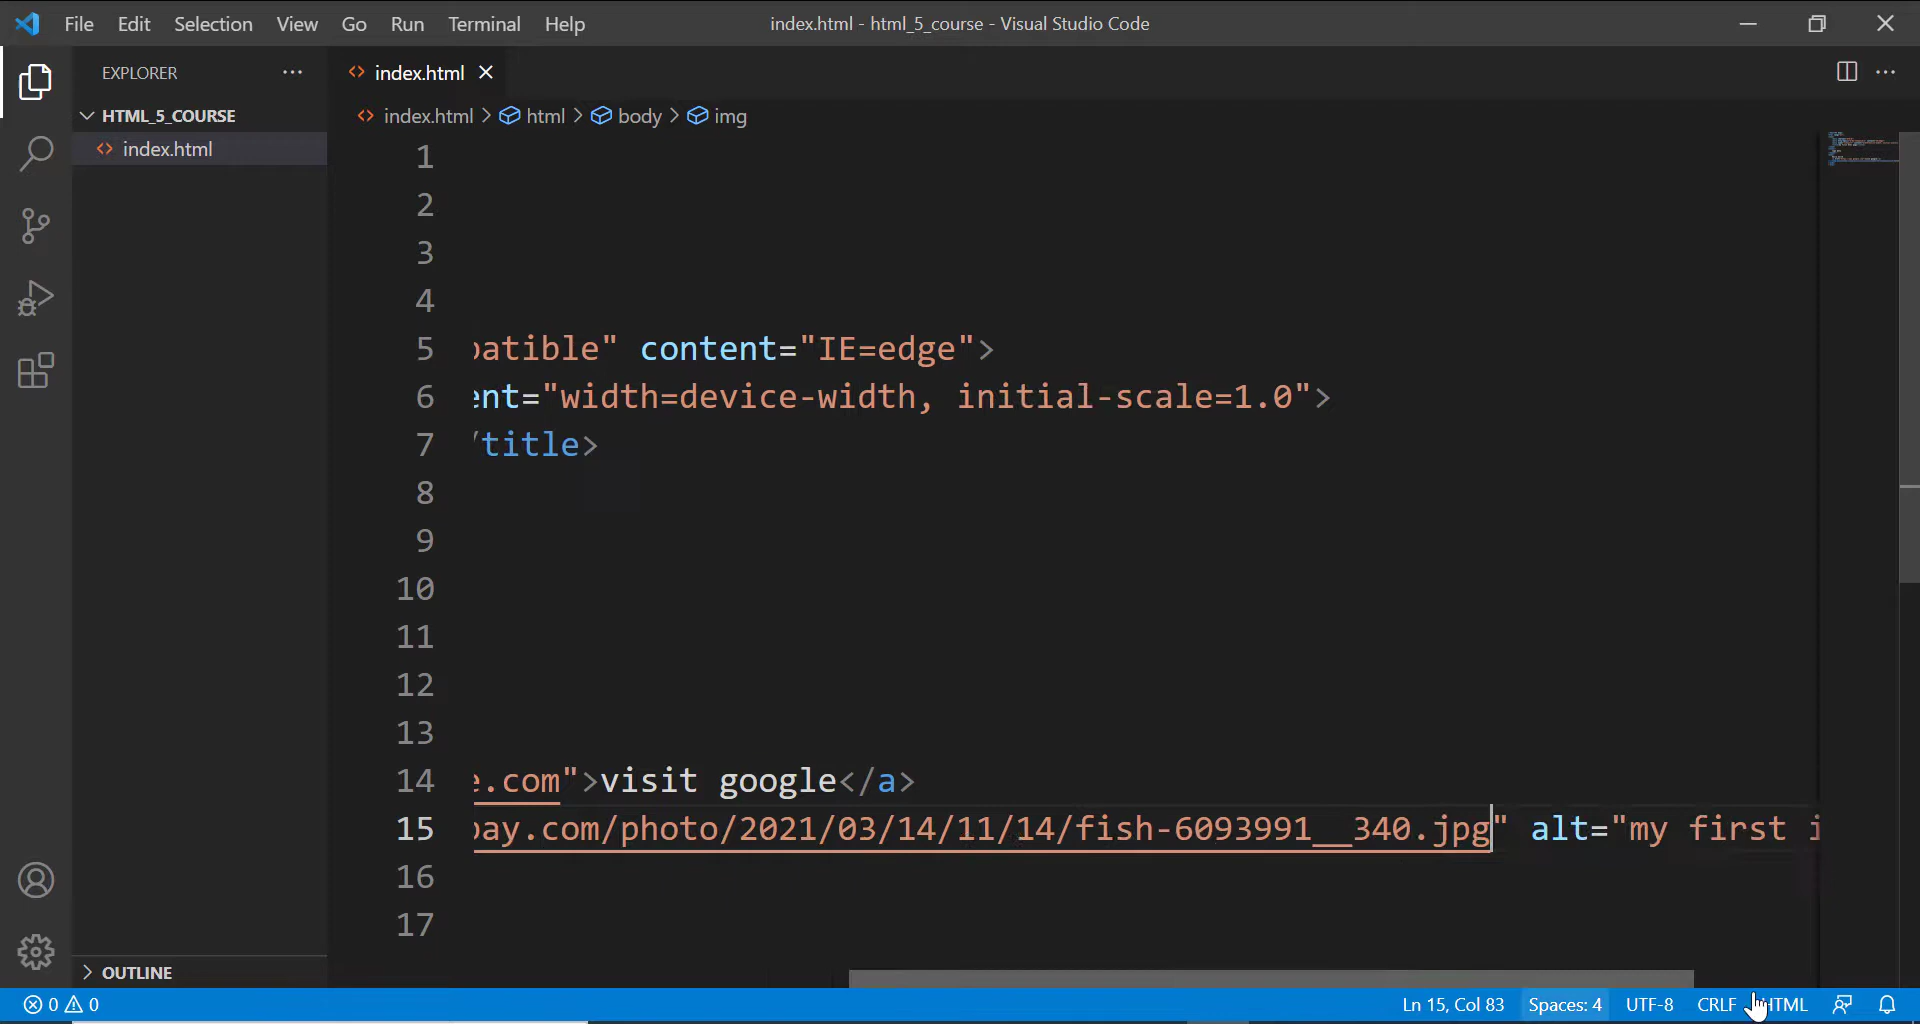 File Edit Selection View Go Run Terminal Help index.html - html_5_course - Visual Studio Code
EXPLORER
index.html
HTML_5_COURSE
index.html > html > body > img
index.html
1
2
3
4
5 patible" content="IE=edge">
6 ent="width=device-width, initial-scale=1.0">
7 /title>
8
9
10
11
12
13
14 e.com">visit google</a>
15 bay.com/photo/2021/03/14/11/14/fish-6093991__340.jpg" alt="my first i
16
17
OUTLINE
0 0 Ln 15, Col 83 Spaces: 4 UTF-8 CRLF HTML